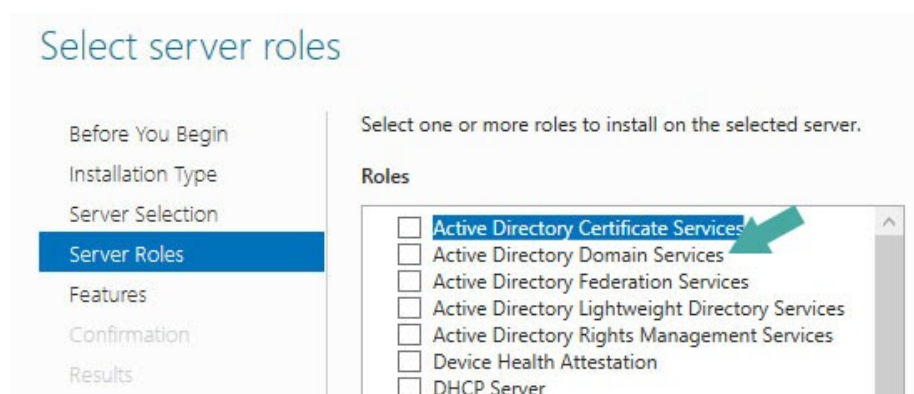 Select server roles
Before You Begin
Installation Type
Server Selection
Server Roles
Features
Confirmation
Results
Select one or more roles to install on the selected server.
Roles
Active Directory Certificate Services
Active Directory Domain Services
Active Directory Federation Services
Active Directory Lightweight Directory Services
Active Directory Rights Management Services
Device Health Attestation
DHCP Server